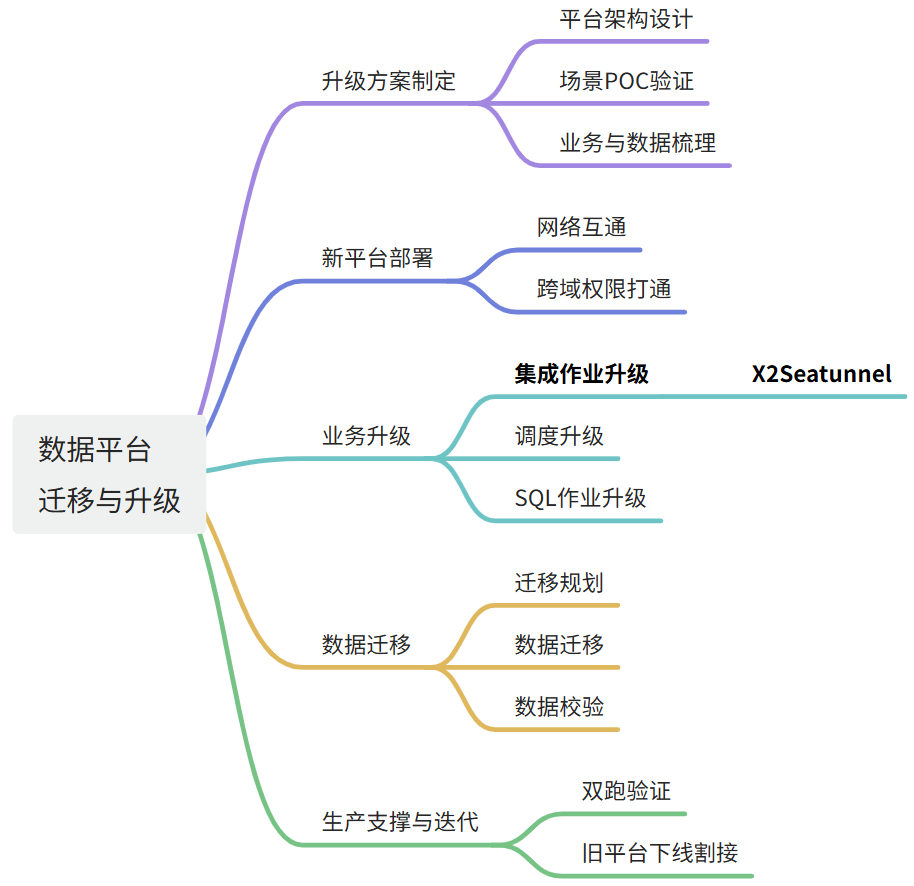 数据平台
迁移与升级
升级方案制定
平台架构设计
场景POC验证
业务与数据梳理
新平台部署
网络互通
跨域权限打通
业务升级
集成作业升级
X2Seatunnel
调度升级
SQL作业升级
数据迁移
迁移规划
数据迁移
数据校验
生产支撑与迭代
双跑验证
旧平台下线割接